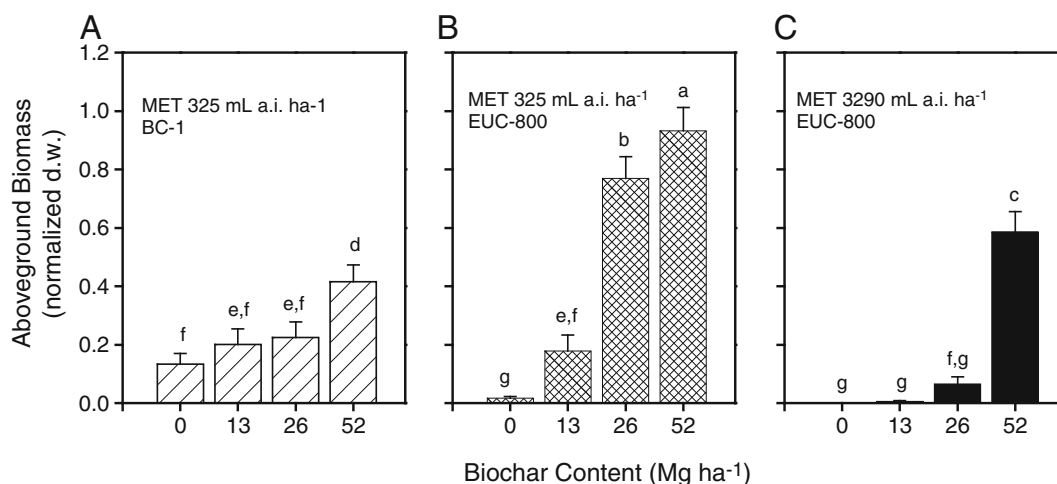 A
B
C
Aboveground Biomass
(normalized d.w.)
1.2
1.0
0.8
0.6
0.4
0.2
0.0
MET 325 mL a.i. ha-1
BC-1
f
e,f
e,f
d
0 13 26 52
MET 325 mL a.i. ha⁻¹
EUC-800
g
e,f
b
a
0 13 26 52
MET 3290 mL a.i. ha⁻¹
EUC-800
g
g
f,g
c
0 13 26 52
Biochar Content (Mg ha⁻¹)